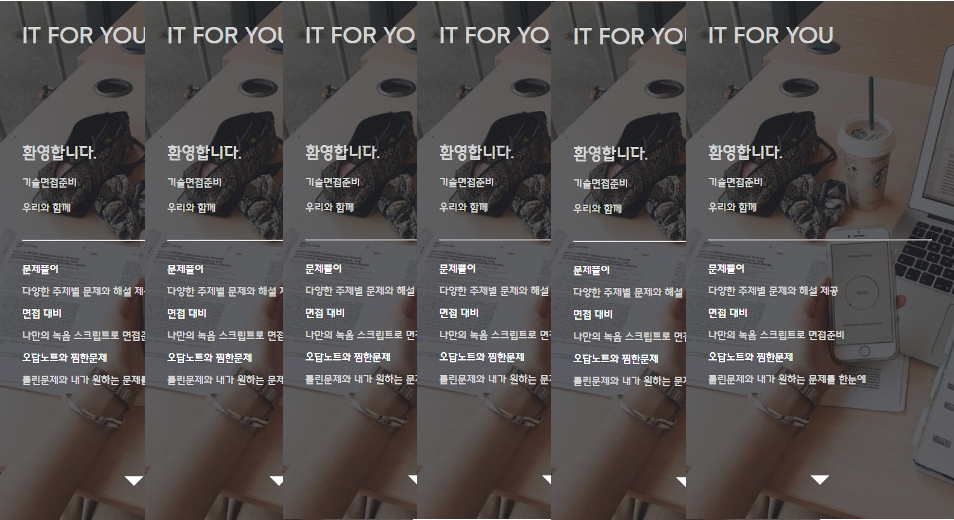 IT FOR YOU
환영합니다.
기술면접준비
우리와 함께
문제풀이
다양한 주제별 문제와 해설 제
면접 대비
나만의 녹음 스크립트로 면접준
오답노트와 찜한문제
틀린문제와 내가 원하는 문제를
IT FOR YOU
환영합니다.
기술면접준비
우리와 함께
문제풀이
다양한 주제별 문제와 해설
면접 대비
나만의 녹음 스크립트로 면접
오답노트와 찜한문제
틀린문제와 내가 원하는 문제
IT FOR YO
환영합니다.
기술면접준비
우리와 함께
문제풀이
다양한 주제별 문제와 해설
면접 대비
나만의 녹음 스크립트로 면
오답노트와 찜한문제
틀린문제와 내가 원하는 문
IT FOR YO
환영합니다.
기술면접준비
우리와 함께
문제풀이
다양한 주제별 문제와 해설
면접 대비
나만의 녹음 스크립트로 면
오답노트와 찜한문제
틀린문제와 내가 원하는 문
IT FOR YO
환영합니다.
기술면접준비
우리와 함께
문제풀이
다양한 주제별 문제와 해설
면접 대비
나만의 녹음 스크립트로 면
오답노트와 찜한문제
틀린문제와 내가 원하는 문
IT FOR YOU
환영합니다.
기술면접준비
우리와 함께
문제풀이
다양한 주제별 문제와 해설 제공
면접 대비
나만의 녹음 스크립트로 면접준비
오답노트와 찜한문제
틀린문제와 내가 원하는 문제를 한눈에